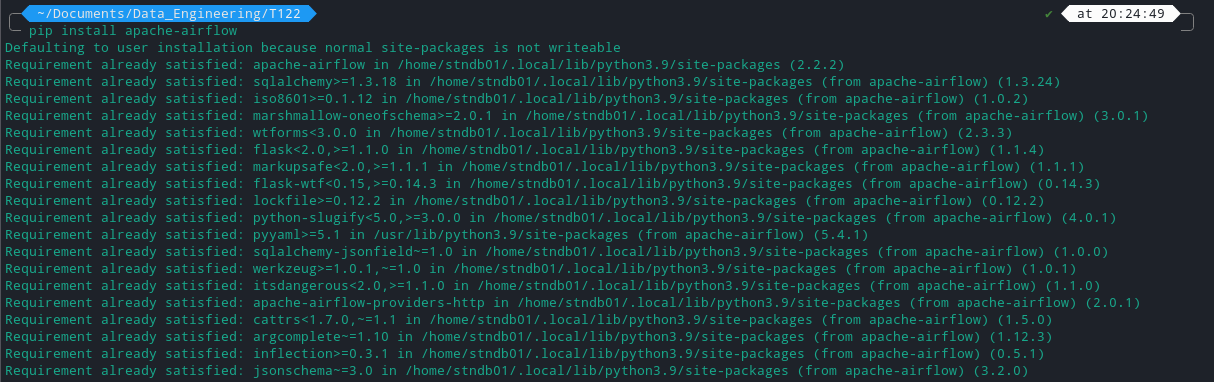 ~/Documents/Data_Engineering/T122 ✔ at 20:24:49
pip install apache-airflow
Defaulting to user installation because normal site-packages is not writeable
Requirement already satisfied: apache-airflow in /home/stndb01/.local/lib/python3.9/site-packages (2.2.2)
Requirement already satisfied: sqlalchemy>=1.3.18 in /home/stndb01/.local/lib/python3.9/site-packages (from apache-airflow) (1.3.24)
Requirement already satisfied: iso8601>=0.1.12 in /home/stndb01/.local/lib/python3.9/site-packages (from apache-airflow) (1.0.2)
Requirement already satisfied: marshmallow-oneofschema>=2.0.1 in /home/stndb01/.local/lib/python3.9/site-packages (from apache-airflow) (3.0.1)
Requirement already satisfied: wtforms<3.0.0 in /home/stndb01/.local/lib/python3.9/site-packages (from apache-airflow) (2.3.3)
Requirement already satisfied: flask<2.0,>=1.1.0 in /home/stndb01/.local/lib/python3.9/site-packages (from apache-airflow) (1.1.4)
Requirement already satisfied: markupsafe<2.0,>=1.1.1 in /home/stndb01/.local/lib/python3.9/site-packages (from apache-airflow) (1.1.1)
Requirement already satisfied: flask-wtf<0.15,>=0.14.3 in /home/stndb01/.local/lib/python3.9/site-packages (from apache-airflow) (0.14.3)
Requirement already satisfied: lockfile>=0.12.2 in /home/stndb01/.local/lib/python3.9/site-packages (from apache-airflow) (0.12.2)
Requirement already satisfied: python-slugify<5.0,>=3.0.0 in /home/stndb01/.local/lib/python3.9/site-packages (from apache-airflow) (4.0.1)
Requirement already satisfied: pyyaml>=5.1 in /usr/lib/python3.9/site-packages (from apache-airflow) (5.4.1)
Requirement already satisfied: sqlalchemy-jsonfield~=1.0 in /home/stndb01/.local/lib/python3.9/site-packages (from apache-airflow) (1.0.0)
Requirement already satisfied: werkzeug>=1.0.1,~=1.0 in /home/stndb01/.local/lib/python3.9/site-packages (from apache-airflow) (1.0.1)
Requirement already satisfied: itsdangerous<2.0,>=1.1.0 in /home/stndb01/.local/lib/python3.9/site-packages (from apache-airflow) (1.1.0)
Requirement already satisfied: apache-airflow-providers-http in /home/stndb01/.local/lib/python3.9/site-packages (from apache-airflow) (2.0.1)
Requirement already satisfied: cattrs<1.7.0,~=1.1 in /home/stndb01/.local/lib/python3.9/site-packages (from apache-airflow) (1.5.0)
Requirement already satisfied: argcomplete~=1.10 in /home/stndb01/.local/lib/python3.9/site-packages (from apache-airflow) (1.12.3)
Requirement already satisfied: inflection>=0.3.1 in /home/stndb01/.local/lib/python3.9/site-packages (from apache-airflow) (0.5.1)
Requirement already satisfied: jsonschema~=3.0 in /home/stndb01/.local/lib/python3.9/site-packages (from apache-airflow) (3.2.0)